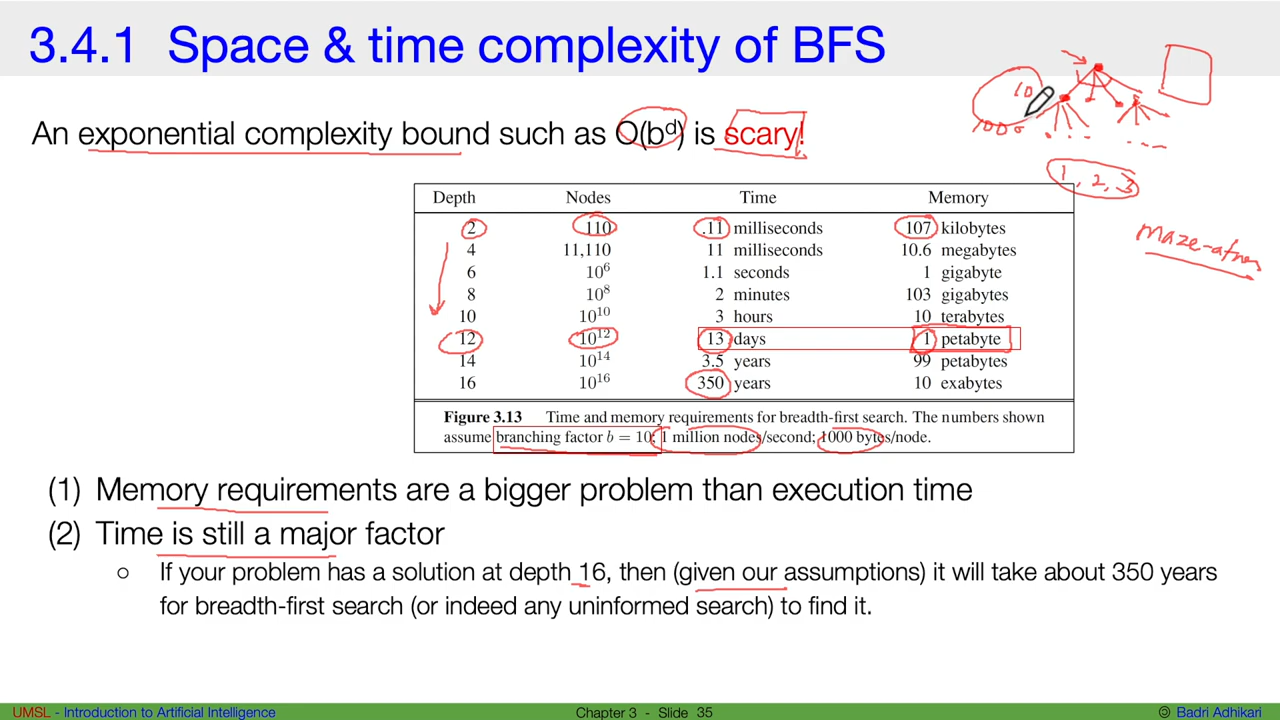 3.4.1 Space & time complexity of BFS
10
1000
An exponential complexity bound such as O(b^d) is scary!
1, 2, 3
Depth Nodes Time Memory
2 110 .11 milliseconds 107 kilobytes
4 11,110 11 milliseconds 10.6 megabytes
6 10^6 1.1 seconds 1 gigabyte
8 10^8 2 minutes 103 gigabytes
10 10^10 3 hours 10 terabytes
12 10^12 13 days 1 petabyte
14 10^14 3.5 years 99 petabytes
16 10^16 350 years 10 exabytes
Figure 3.13 Time and memory requirements for breadth-first search. The numbers shown
assume branching factor b = 10; 1 million nodes/second; 1000 bytes/node.
(1) Memory requirements are a bigger problem than execution time
(2) Time is still a major factor
○ If your problem has a solution at depth 16, then (given our assumptions) it will take about 350 years
for breadth-first search (or indeed any uninformed search) to find it.
UMSL - Introduction to Artificial Intelligence Chapter 3 - Slide 35 Badri Adhikari